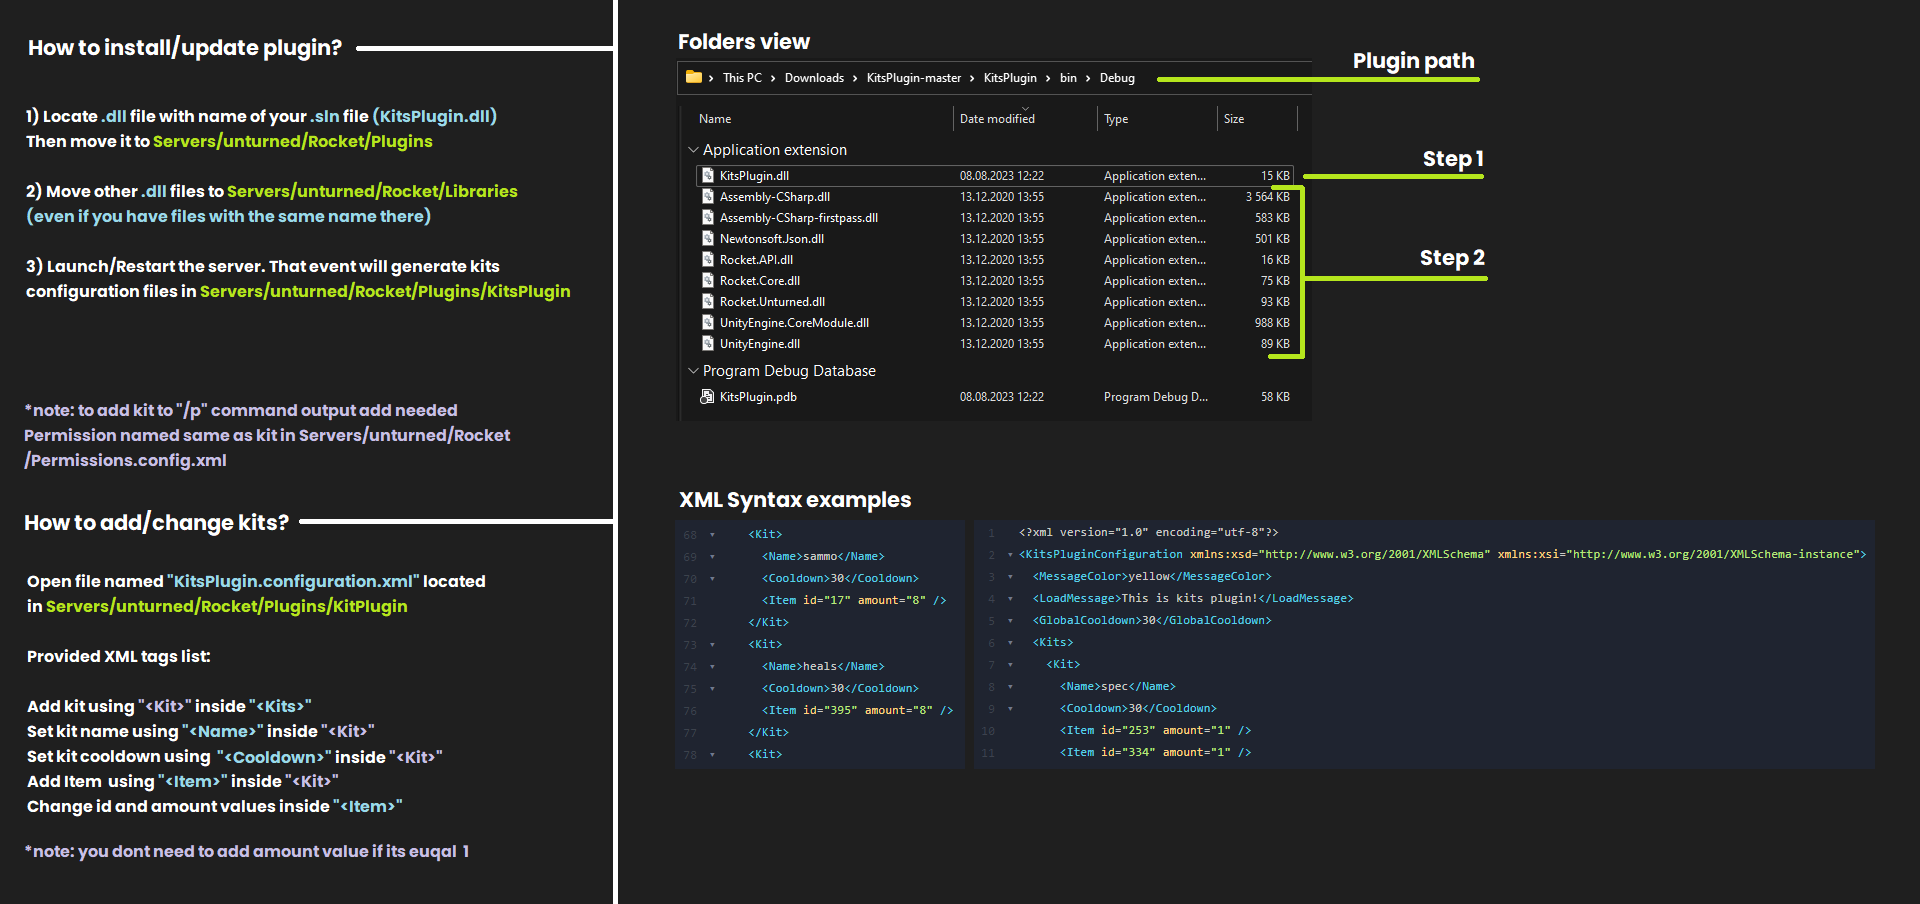 How to install/update plugin?
1) Locate .dll file with name of your .sln file (KitsPlugin.dll)
Then move it to Servers/unturned/Rocket/Plugins
2) Move other .dll files to Servers/unturned/Rocket/Libraries
(even if you have files with the same name there)
3) Launch/Restart the server. That event will generate kits
configuration files in Servers/unturned/Rocket/Plugins/KitsPlugin
*note: to add kit to "/p" command output add needed
Permission named same as kit in Servers/unturned/Rocket
/Permissions.config.xml
How to add/change kits?
Open file named "KitsPlugin.configuration.xml" located
in Servers/unturned/Rocket/Plugins/KitPlugin
Provided XML tags list:
Add kit using "<Kit>" inside "<Kits>"
Set kit name using "<Name>" inside "<Kit>"
Set kit cooldown using "<Cooldown>" inside "<Kit>"
Add Item using "<Item>" inside "<Kit>"
Change id and amount values inside "<Item>"
*note: you dont need to add amount value if its euqal 1
Folders view
Plugin path
This PC > Downloads > KitsPlugin-master > KitsPlugin > bin > Debug
Name Date modified Type Size
Application extension
KitsPlugin.dll 08.08.2023 12:22 Application exten... 15 KB
Step 1
Assembly-CSharp.dll 13.12.2020 13:55 Application exten... 3 564 KB
Assembly-CSharp-firstpass.dll 13.12.2020 13:55 Application exten... 583 KB
Newtonsoft.Json.dll 13.12.2020 13:55 Application exten... 501 KB
Rocket.API.dll 13.12.2020 13:55 Application exten... 16 KB
Step 2
Rocket.Core.dll 13.12.2020 13:55 Application exten... 75 KB
Rocket.Unturned.dll 13.12.2020 13:55 Application exten... 93 KB
UnityEngine.CoreModule.dll 13.12.2020 13:55 Application exten... 988 KB
UnityEngine.dll 13.12.2020 13:55 Application exten... 89 KB
Program Debug Database
KitsPlugin.pdb 08.08.2023 12:22 Program Debug D... 58 KB
XML Syntax examples
68 <Kit>
69 <Name>sammo</Name>
70 <Cooldown>30</Cooldown>
71 <Item id="17" amount="8" />
72 </Kit>
73 <Kit>
74 <Name>heals</Name>
75 <Cooldown>30</Cooldown>
76 <Item id="395" amount="8" />
77 </Kit>
78 <Kit>
1 <?xml version="1.0" encoding="utf-8"?>
2 <KitsPluginConfiguration xmlns:xsd="http://www.w3.org/2001/XMLSchema" xmlns:xsi="http://www.w3.org/2001/XMLSchema-instance">
3 <MessageColor>yellow</MessageColor>
4 <LoadMessage>This is kits plugin!</LoadMessage>
5 <GlobalCooldown>30</GlobalCooldown>
6 <Kits>
7 <Kit>
8 <Name>spec</Name>
9 <Cooldown>30</Cooldown>
10 <Item id="253" amount="1" />
11 <Item id="334" amount="1" />